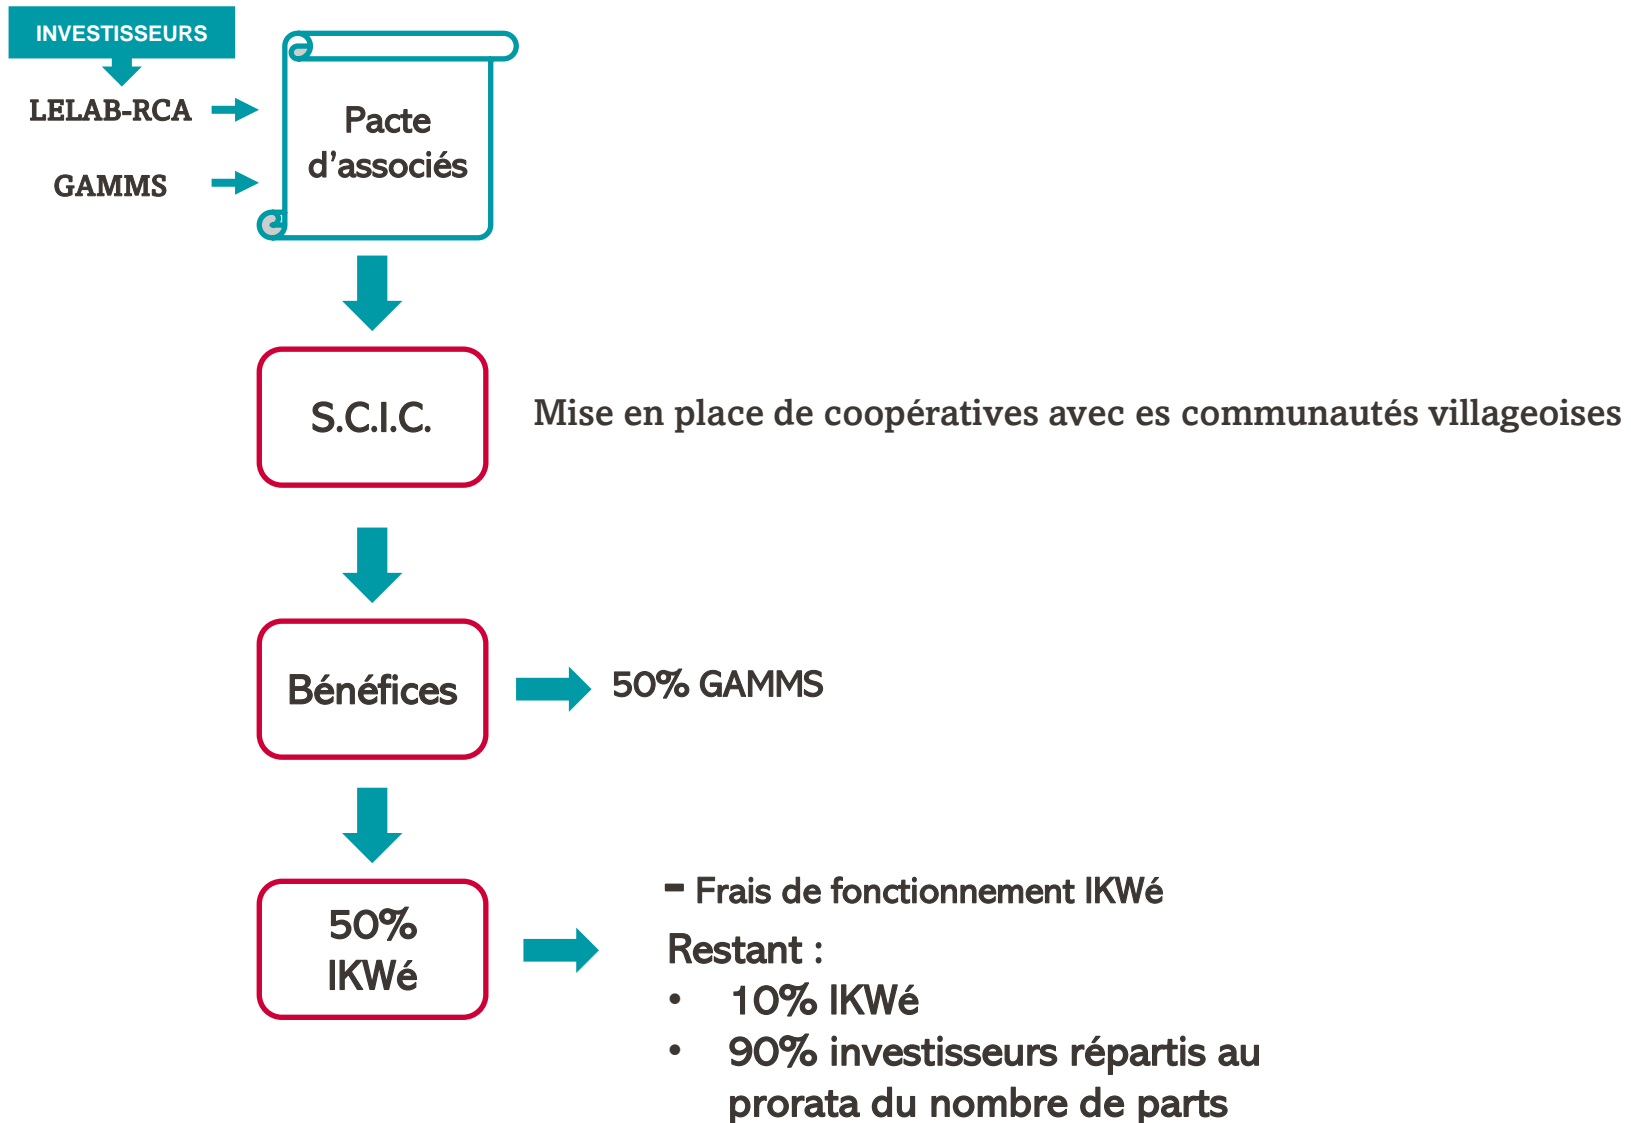 INVESTISSEURS
LELAB-RCA
GAMMS
Pacte
d’associés
S.C.I.C.
Mise en place de coopératives avec es communautés villageoises
Bénéfices
50% GAMMS
50%
IKWé
- Frais de fonctionnement IKWé
Restant :
• 10% IKWé
• 90% investisseurs répartis au
prorata du nombre de parts